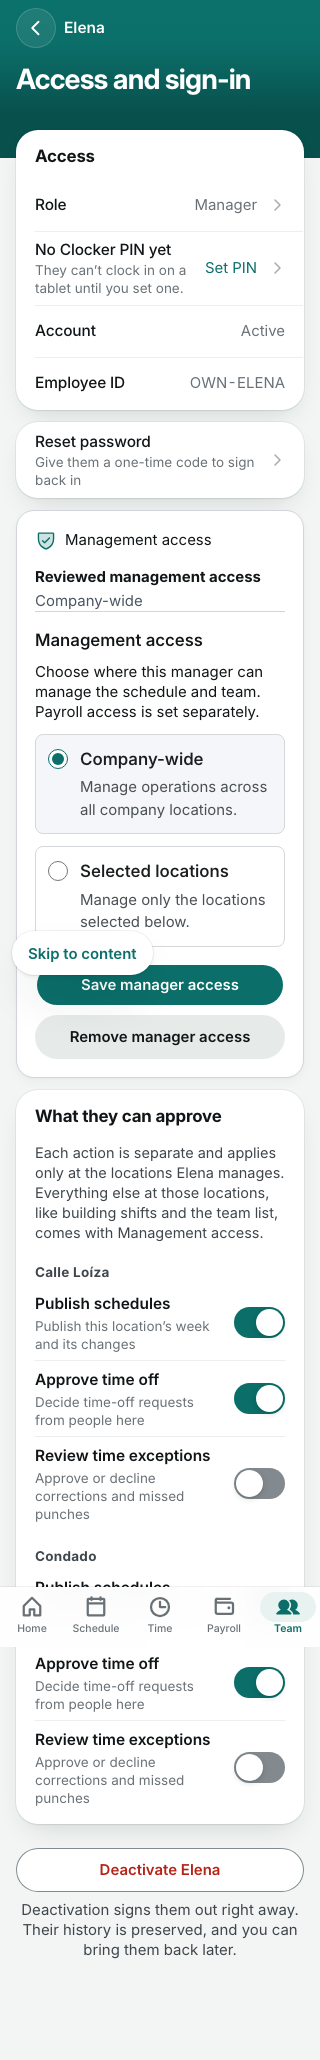 Elena
Access and sign-in
Access
Role
Manager
No Clocker PIN yet
They can't clock in on a
tablet until you set one.
Set PIN
Account
Active
Employee ID
OWN-ELENA
Reset password
Give them a one-time code to sign
back in
Management access
Reviewed management access
Company-wide
Management access
Choose where this manager can
manage the schedule and team.
Payroll access is set separately.
Company-wide
Manage operations across
all company locations.
Selected locations
Manage only the locations
selected below.
Skip to content
Save manager access
Remove manager access
What they can approve
Each action is separate and applies
only at the locations Elena manages.
Everything else at those locations,
like building shifts and the team list,
comes with Management access.
Calle Loíza
Publish schedules
Publish this location's week
and its changes
Approve time off
Decide time-off requests
from people here
Review time exceptions
Approve or decline
corrections and missed
punches
Condado
Publish schedules
Home
Schedule
Time
Payroll
Team
Approve time off
Decide time-off requests
from people here
Review time exceptions
Approve or decline
corrections and missed
punches
Deactivate Elena
Deactivation signs them out right away.
Their history is preserved, and you can
bring them back later.